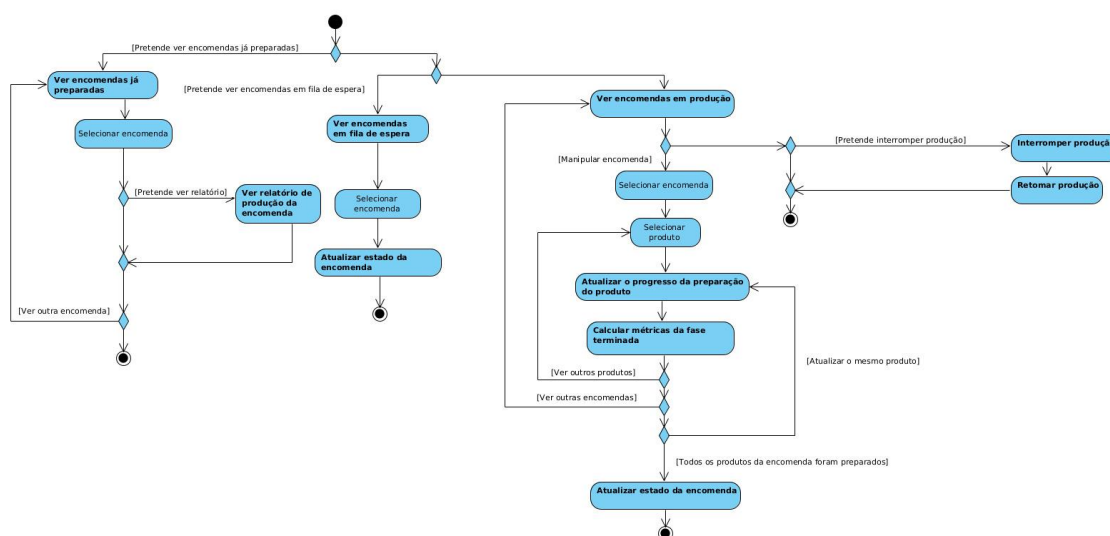 [Pretende ver encomendas já preparadas]
Ver encomendas já
preparadas
Selecionar encomenda
[Pretende ver relatório]
Ver relatório de
produção da
encomenda
[Ver outra encomenda]
[Pretende ver encomendas em fila de espera]
Ver encomendas
em fila de espera
Selecionar
encomenda
Atualizar estado da
encomenda
Ver encomendas em produção
[Manipular encomenda]
Selecionar encomenda
Selecionar
produto
Atualizar o progresso da preparação
do produto
Calcular métricas da fase
terminada
[Ver outros produtos]
[Ver outras encomendas]
[Atualizar o mesmo produto]
[Todos os produtos da encomenda foram preparados]
Atualizar estado da encomenda
[Pretende interromper produção]
Interromper produçã
Retomar produção